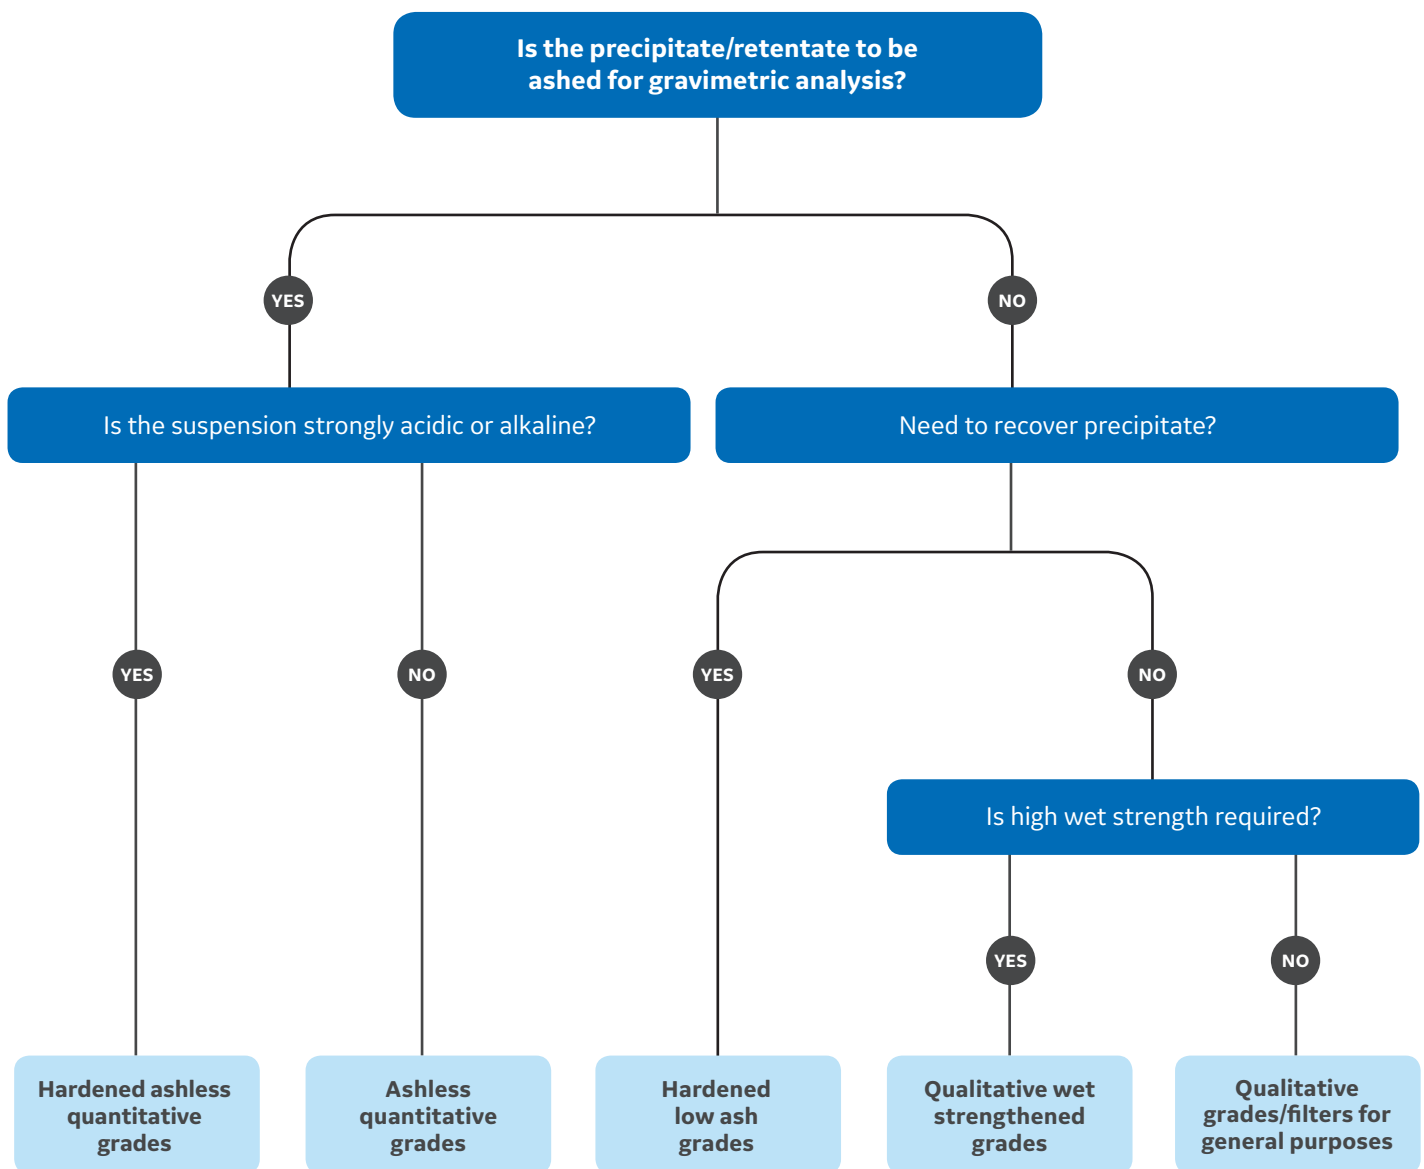 Is the precipitate/retentate to be
ashed for gravimetric analysis?
YES
NO
Is the suspension strongly acidic or alkaline?
Need to recover precipitate?
YES
NO
YES
NO
Is high wet strength required?
YES
NO
Hardened ashless
quantitative
grades
Ashless
quantitative
grades
Hardened
low ash
grades
Qualitative wet
strengthened
grades
Qualitative
grades/filters for
general purposes